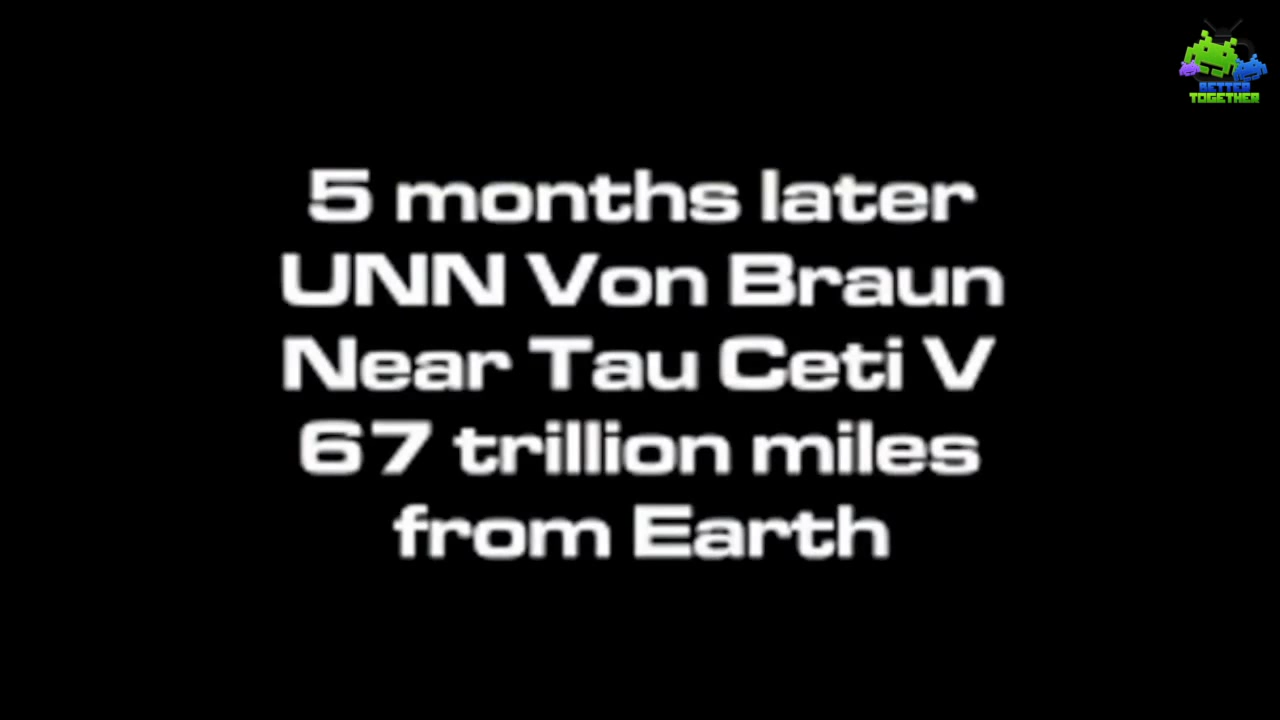 BETTER
TOGETHER
5 months later
UNN Von Braun
Near Tau Ceti V
67 trillion miles
from Earth